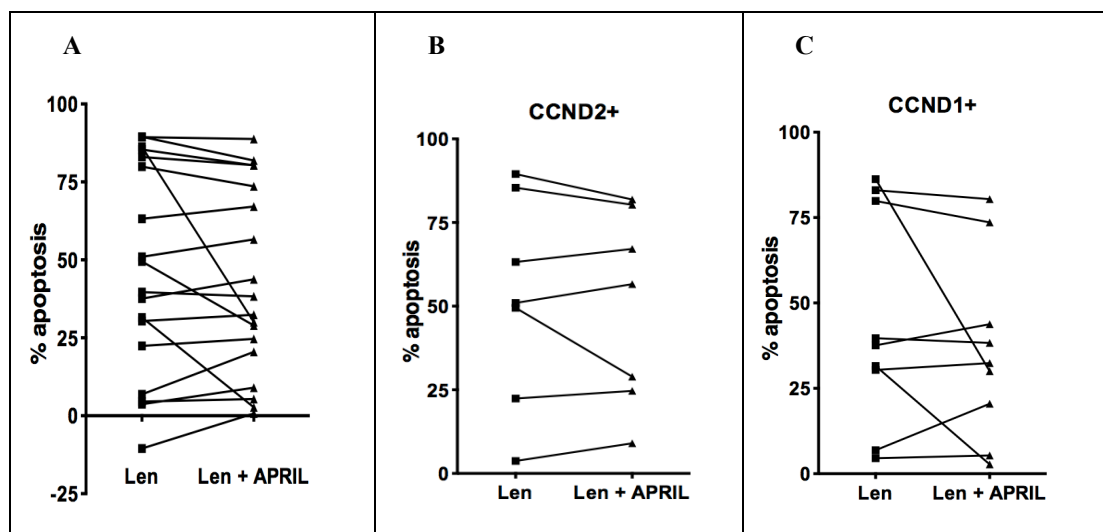 A
% apoptosis
100
75
50
25
0
-25
Len
Len + APRIL
B
CCND2+
% apoptosis
100
75
50
25
0
Len
Len + APRIL
C
CCND1+
% apoptosis
100
75
50
25
0
Len
Len + APRIL